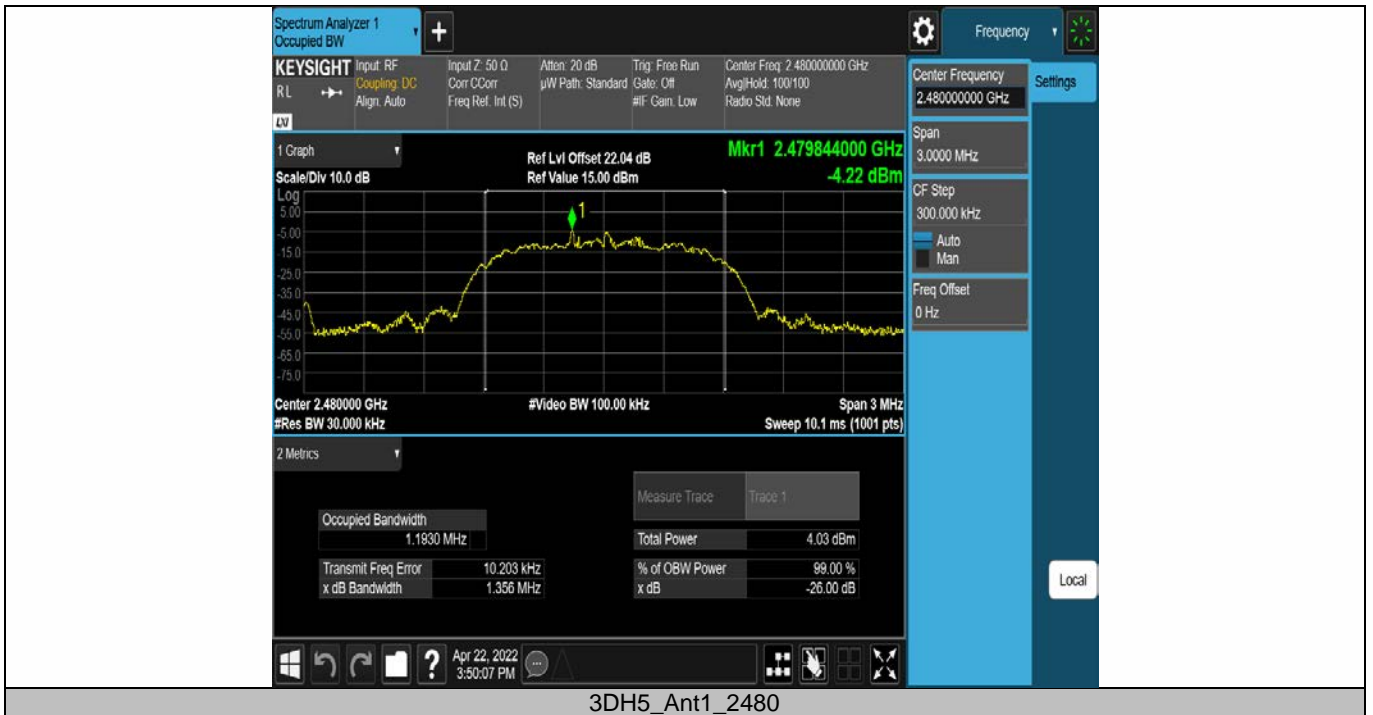 Spectrum Analyzer 1
Occupied BW
+
Frequency
KEYSIGHT
RL
LXI
Input: RF
Coupling: DC
Align: Auto
Input Z: 50 Ω
Corr CCorr
Freq Ref: Int (S)
Atten: 20 dB
µW Path: Standard
Trig: Free Run
Gate: Off
#IF Gain: Low
Center Freq: 2.480000000 GHz
Avg|Hold: 100/100
Radio Std: None
Center Frequency
2.480000000 GHz
Settings
Span
3.0000 MHz
CF Step
300.000 kHz
Auto
Man
Freq Offset
0 Hz
Local
1 Graph
Scale/Div 10.0 dB
Ref Lvl Offset 22.04 dB
Ref Value 15.00 dBm
Mkr1 2.479844000 GHz
-4.22 dBm
Log
5.00
-5.00
-15.0
-25.0
-35.0
-45.0
-55.0
-65.0
-75.0
1
Center 2.480000 GHz
#Video BW 100.00 kHz
Span 3 MHz
#Res BW 30.000 kHz
Sweep 10.1 ms (1001 pts)
2 Metrics
Measure Trace
Trace 1
Occupied Bandwidth
1.1930 MHz
Total Power
4.03 dBm
Transmit Freq Error
10.203 kHz
% of OBW Power
99.00 %
x dB Bandwidth
1.356 MHz
x dB
-26.00 dB
?
Apr 22, 2022
3:50:07 PM
3DH5_Ant1_2480